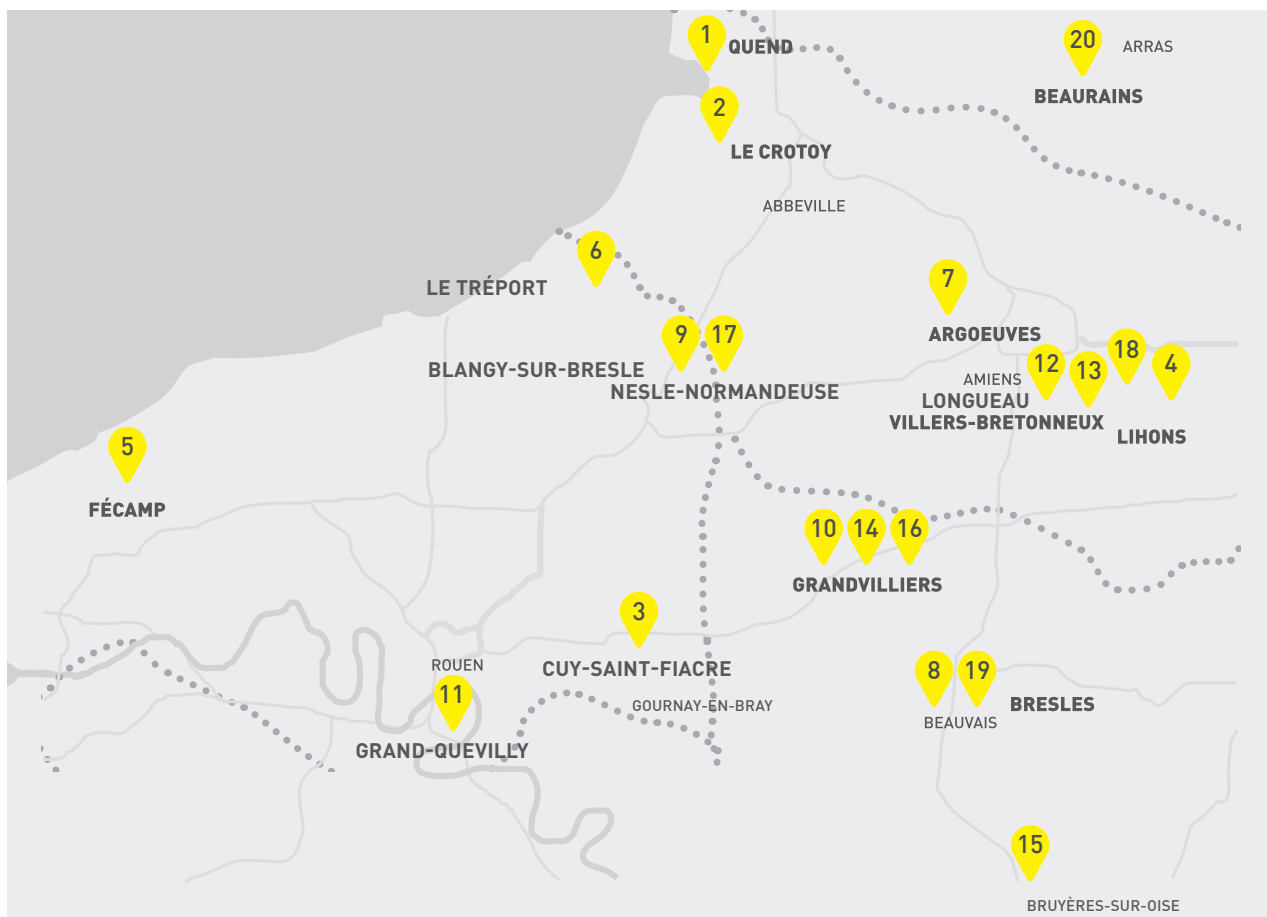 1
QUEND
20
ARRAS
BEAURAINS
2
LE CROTOY
ABBEVILLE
6
LE TRÉPORT
7
ARGOEUVES
9
17
BLANGY-SUR-BRESLE
NESLE-NORMANDEUSE
12
13
18
4
AMIENS
LONGUEAU
VILLERS-BRETONNEUX
LIHONS
5
FÉCAMP
10
14
16
GRANDVILLIERS
3
CUY-SAINT-FIACRE
ROUEN
11
GOURNAY-EN-BRAY
GRAND-QUEVILLY
8
19
BRESLES
BEAUVAIS
15
BRUYÈRES-SUR-OISE